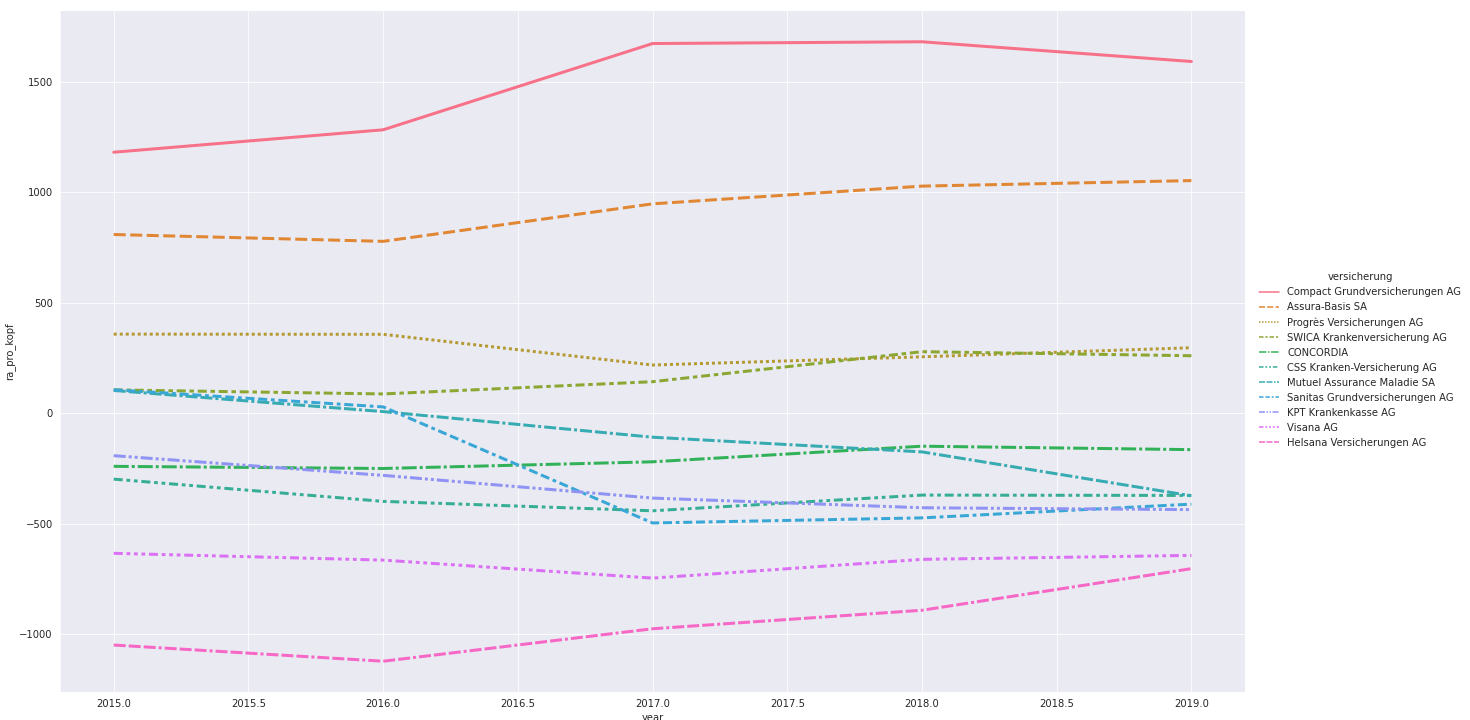 ra_pro_kopf
1500
1000
500
0
−500
−1000
2015.0 2015.5 2016.0 2016.5 2017.0 2017.5 2018.0 2018.5 2019.0
year
versicherung
Compact Grundversicherungen AG
Assura-Basis SA
Progrès Versicherungen AG
SWICA Krankenversicherung AG
CONCORDIA
CSS Kranken-Versicherung AG
Mutuel Assurance Maladie SA
Sanitas Grundversicherungen AG
KPT Krankenkasse AG
Visana AG
Helsana Versicherungen AG